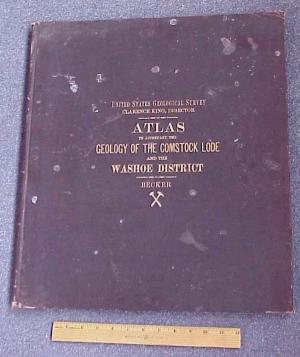 UNITED STATES GEOLOGICAL SURVEY
CLARENCE KING, DIRECTOR
ATLAS
TO ACCOMPANY THE
GEOLOGY OF THE COMSTOCK LODE
AND THE
WASHOE DISTRICT
BECKER